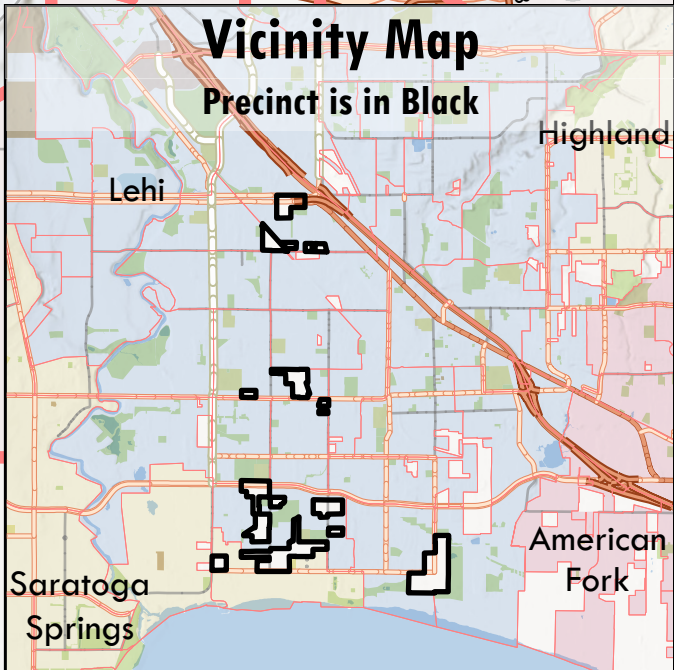 Vicinity Map
Precinct is in Black
Highland
Lehi
American
Fork
Saratoga
Springs